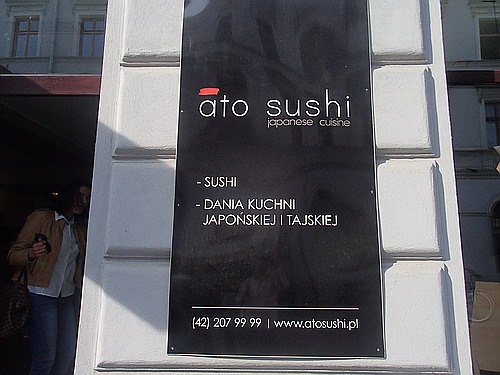 ato sushi
japanese cuisine
- SUSHI
- DANIA KUCHNI
JAPOŃSKIEJ I TAJSKIEJ
(42) 207 99 99 | www.atosushi.pl